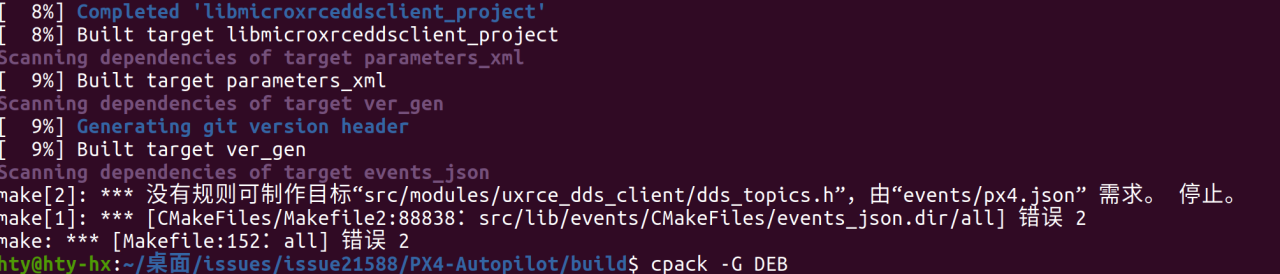 [  8%] Completed 'libmicroxrceddsclient_project'
[  8%] Built target libmicroxrceddsclient_project
Scanning dependencies of target parameters_xml
[  9%] Built target parameters_xml
Scanning dependencies of target ver_gen
[  9%] Generating git version header
[  9%] Built target ver_gen
Scanning dependencies of target events_json
make[2]: *** 没有规则可制作目标“src/modules/uxrce_dds_client/dds_topics.h”，由“events/px4.json” 需求。 停止。
make[1]: *** [CMakeFiles/Makefile2:88838：src/lib/events/CMakeFiles/events_json.dir/all] 错误 2
make: *** [Makefile:152：all] 错误 2
hty@hty-hx:~/桌面/issues/issue21588/PX4-Autopilot/build$ cpack -G DEB